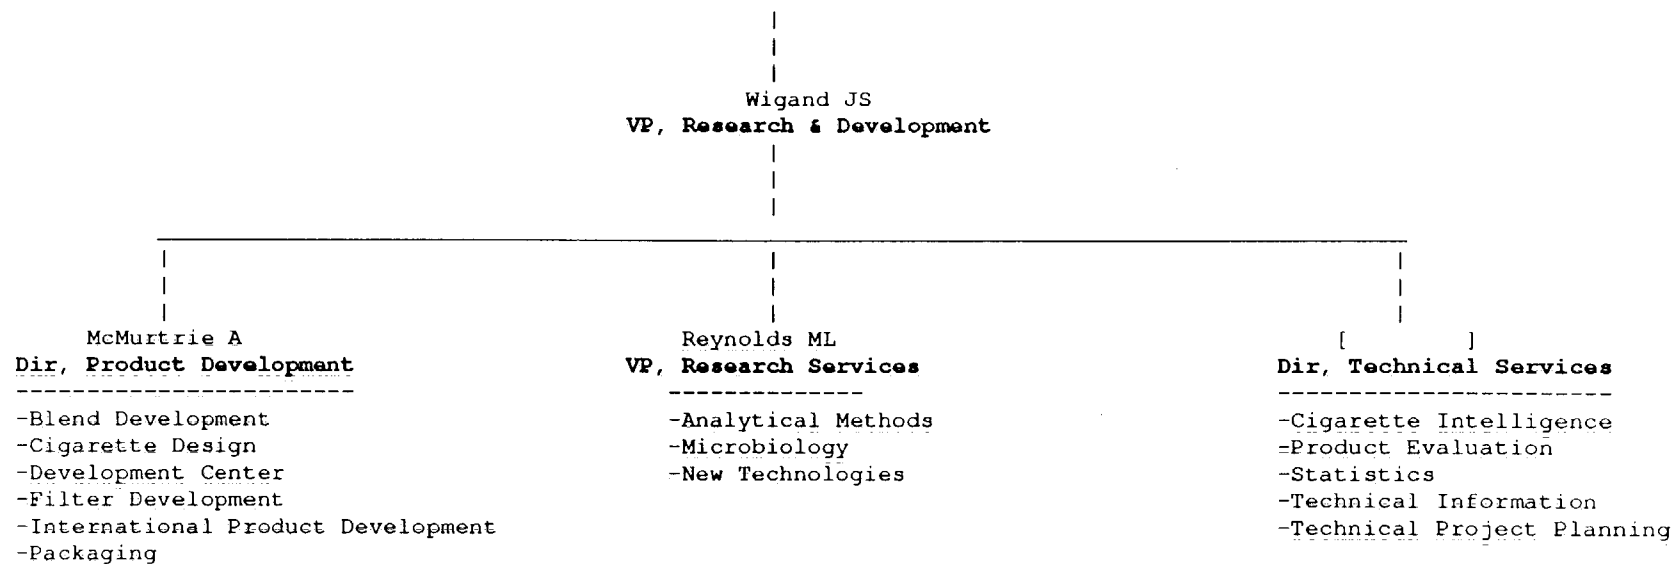 Wigand JS
VP, Research & Development
McMurtrie A
Dir, Product Development
-Blend Development
-Cigarette Design
-Development Center
-Filter Development
-International Product Development
-Packaging
Reynolds ML
VP, Research Services
-Analytical Methods
-Microbiology
-New Technologies
[ ]
Dir, Technical Services
-Cigarette Intelligence
-Product Evaluation
-Statistics
-Technical Information
-Technical Project Planning